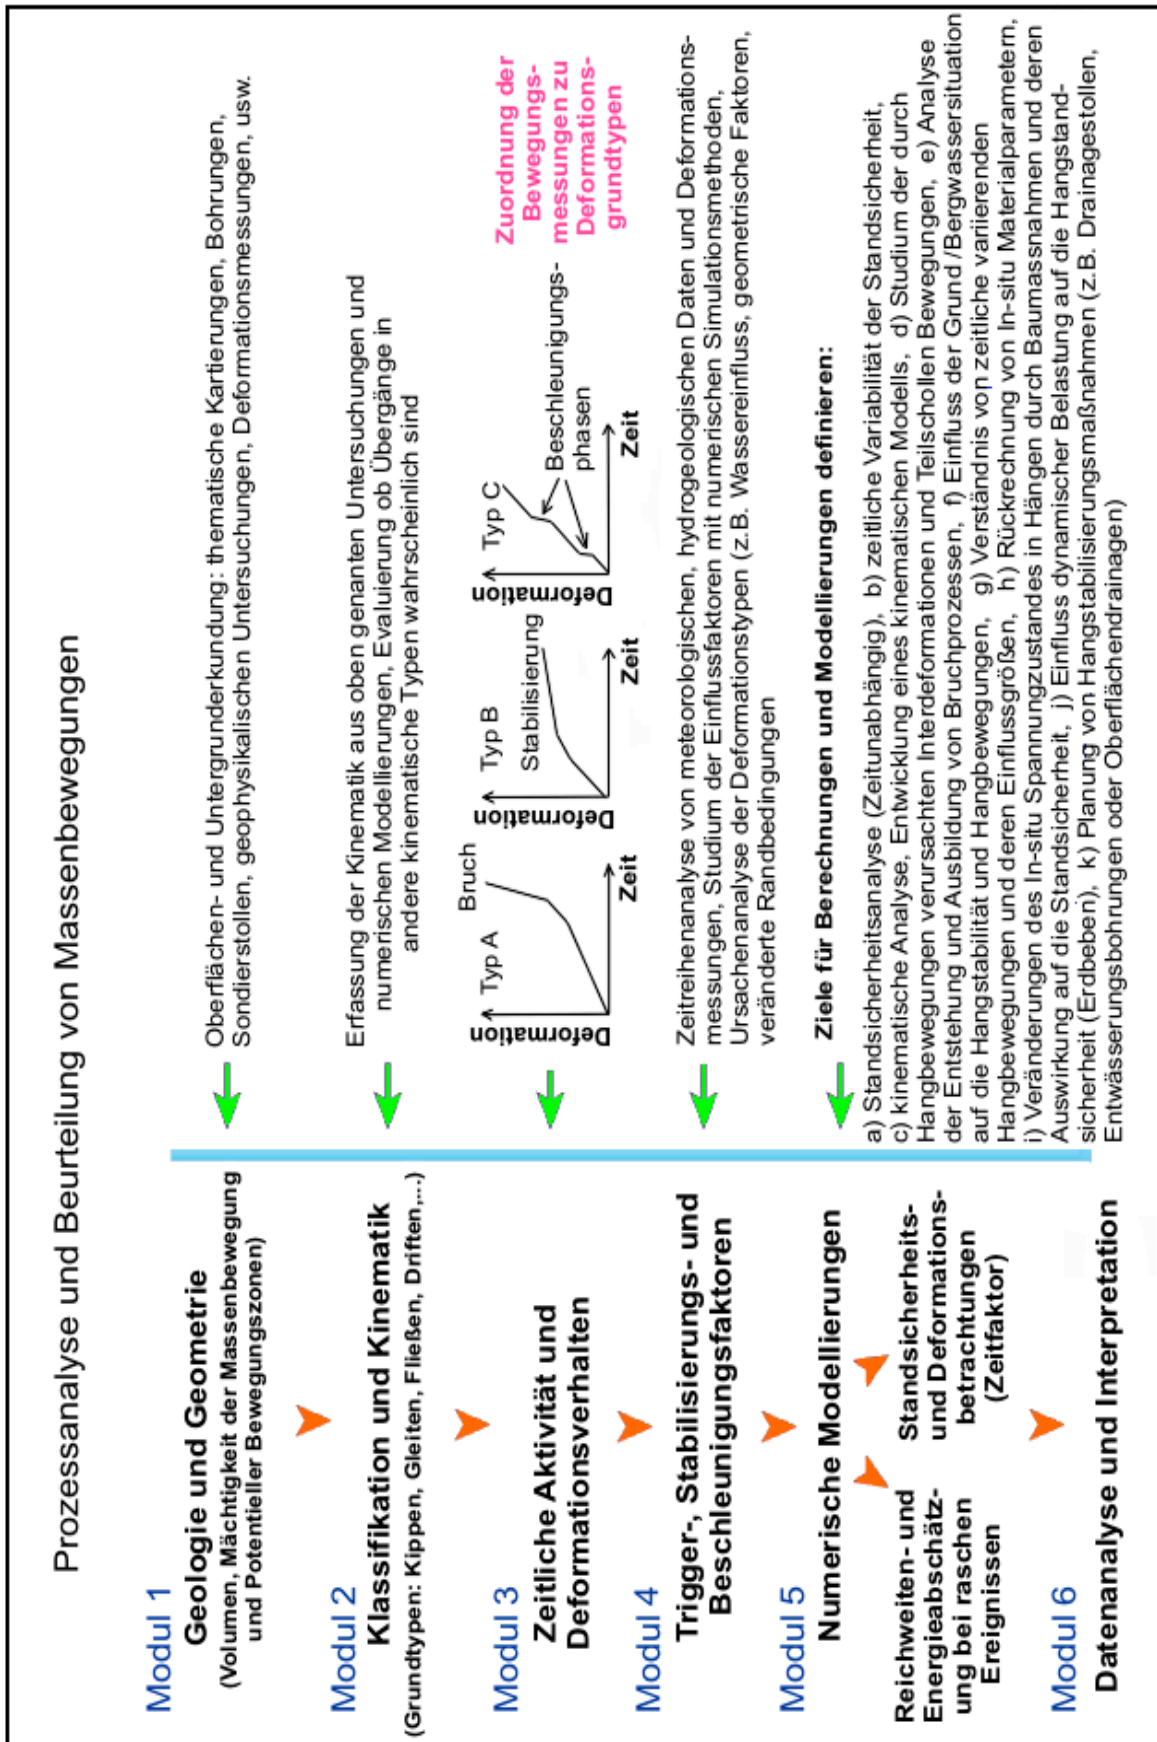 Prozessanalyse und Beurteilung von Massenbewegungen
Modul 1
Geologie und Geometrie
(Volumen, Mächtigkeit der Massenbewegung
und Potentieller Bewegungszonen)
Oberflächen- und Untergrunderkundung: thematische Kartierungen, Bohrungen,
Sondierstollen, geophysikalischen Untersuchungen, Deformationsmessungen, usw.
Modul 2
Klassifikation und Kinematik
(Grundtypen: Kippen, Gleiten, Fließen, Driften,...)
Erfassung der Kinematik aus oben genanten Untersuchungen und
numerischen Modellierungen, Evaluierung ob Übergänge in
andere kinematische Typen wahrscheinlich sind
Modul 3
Zeitliche Aktivität und
Deformationsverhalten
Deformation
Typ A
Bruch
Zeit
Deformation
Typ B
Stabilisierung
Zeit
Deformation
Typ C
Beschleunigungs-
phasen
Zeit
Zuordnung der
Bewegungs-
messungen zu
Deformations-
grundtypen
Modul 4
Trigger-, Stabilisierungs- und
Beschleunigungsfaktoren
Zeitreihenanalyse von meteorologischen, hydrogeologischen Daten und Deformations-
messungen, Studium der Einflussfaktoren mit numerischen Simulationsmethoden,
Ursachenanalyse der Deformationstypen (z.B. Wassereinfluss, geometrische Faktoren,
veränderte Randbedingungen
Modul 5
Numerische Modellierungen
Reichweiten- und
Energieabschätz-
ung bei raschen
Ereignissen
Standsicherheits-
und Deformations-
betrachtungen
(Zeitfaktor)
Ziele für Berechnungen und Modellierungen definieren:
a) Standsicherheitsanalyse (Zeitunabhängig), b) zeitliche Variabilität der Standsicherheit,
c) kinematische Analyse, Entwicklung eines kinematischen Modells, d) Studium der durch
Hangbewegungen verursachten Interdeformationen und Teilschollen Bewegungen, e) Analyse
der Entstehung und Ausbildung von Bruchprozessen, f) Einfluss der Grund /Bergwassersituation
auf die Hangstabilität und Hangbewegungen, g) Verständnis von zeitliche variierenden
Hangbewegungen und deren Einflussgrößen, h) Rückrechnung von In-situ Materialparametern,
i) Veränderungen des In-situ Spannungzustandes in Hängen durch Baumassnahmen und deren
Auswirkung auf die Standsicherheit, j) Einfluss dynamischer Belastung auf die Hangstand-
sicherheit (Erdbeben), k) Planung von Hangstabilisierungsmaßnahmen (z.B. Drainagestollen,
Entwässerungsbohrungen oder Oberflächendrainagen)
Modul 6
Datenanalyse und Interpretation